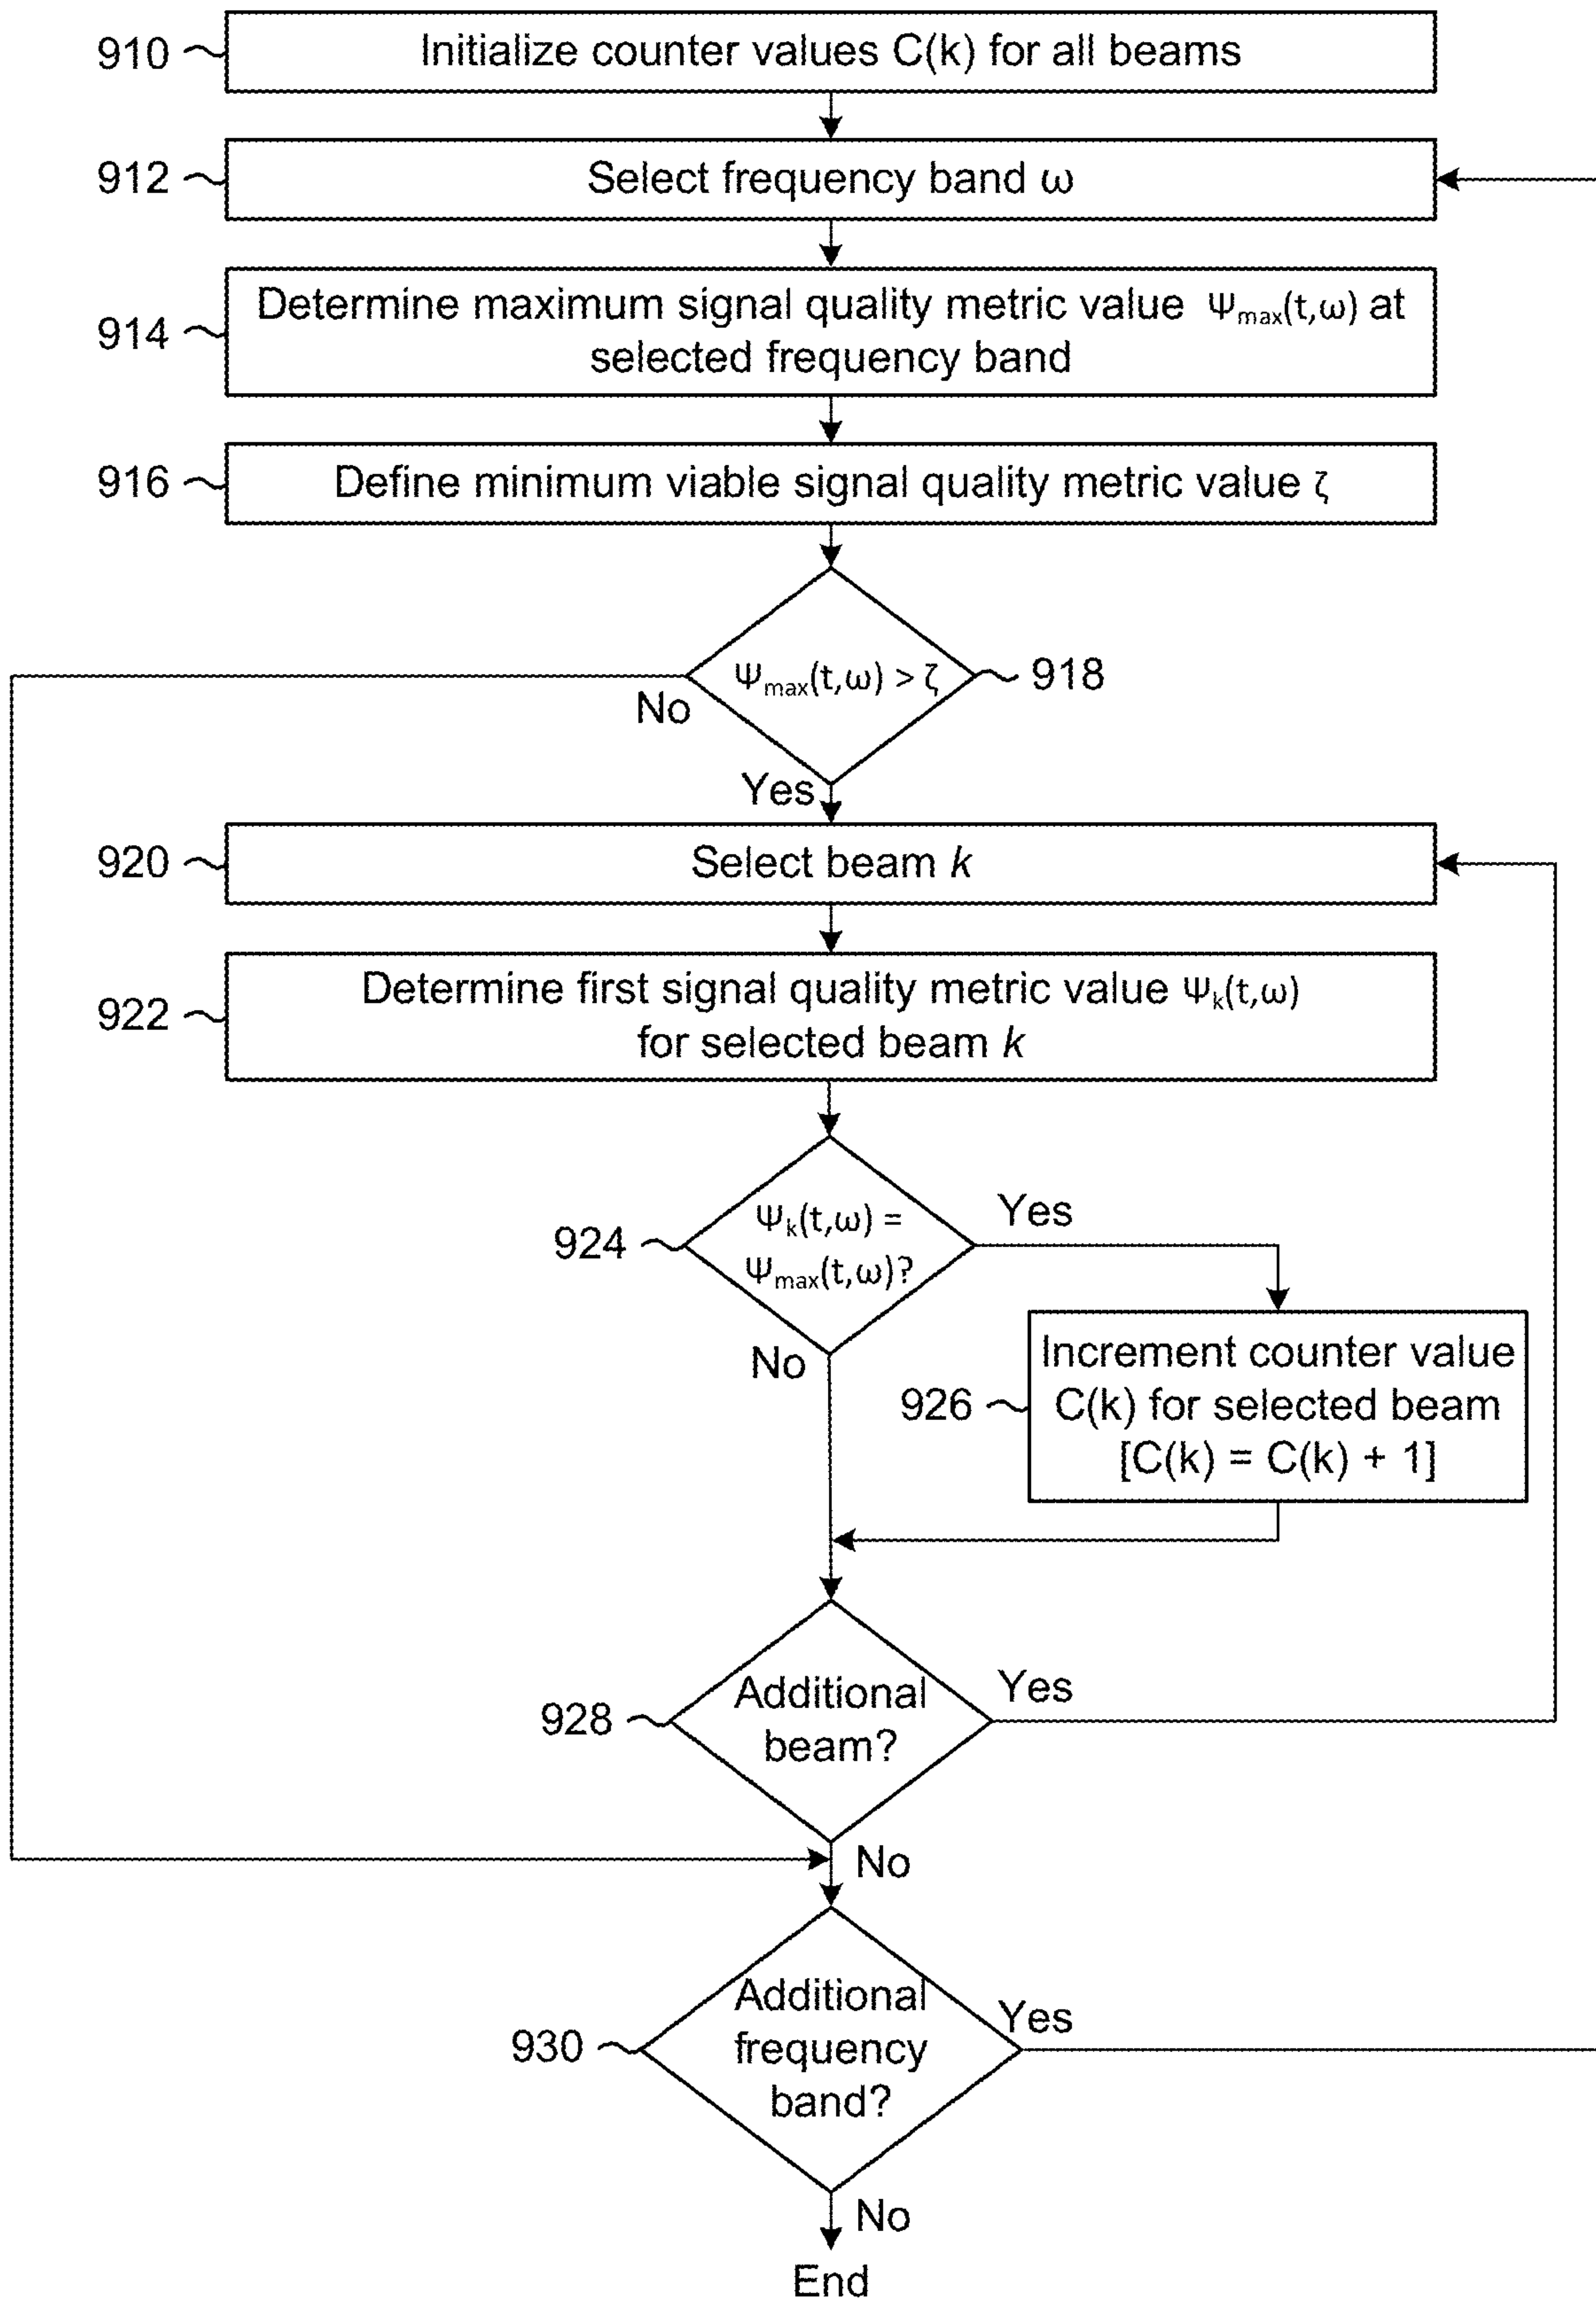 910
Initialize counter values C(k) for all beams
912
Select frequency band ω
914
Determine maximum signal quality metric value Ψmax(t,ω) at
selected frequency band
916
Define minimum viable signal quality metric value ζ
Ψmax(t,ω) > ζ
918
No
Yes
920
Select beam k
922
Determine first signal quality metric value Ψk(t,ω)
for selected beam k
924
Ψk(t,ω) =
Ψmax(t,ω)?
Yes
No
926
Increment counter value
C(k) for selected beam
[C(k) = C(k) + 1]
928
Additional
beam?
Yes
No
930
Additional
frequency
band?
Yes
No
End